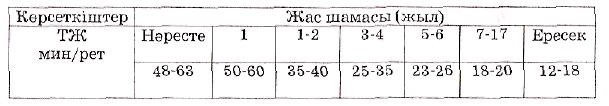 Көрсеткіштер Жас шамасы (жыл)
ТЖ мин/рет Нәресте 1 1-2 3-4 5-6 7-17 Ересек
48-63 50-60 35-40 25-35 23-26 18-20 12-18